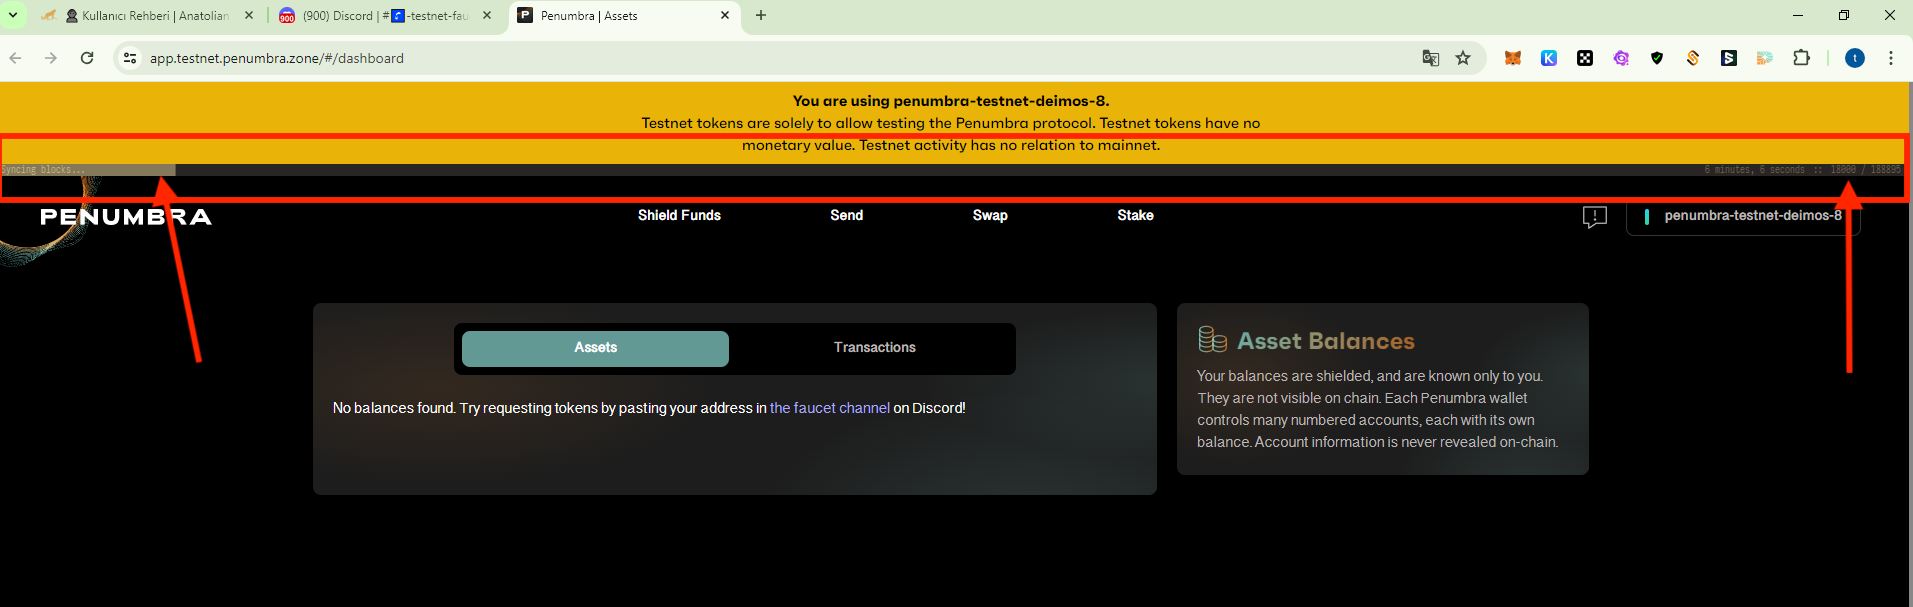 Kullanıcı Rehberi | Anatolian
(900) Discord | #
-testnet-fau
Penumbra | Assets
app.testnet.penumbra.zone/#/dashboard
t
You are using penumbra-testnet-deimos-8.
Testnet tokens are solely to allow testing the Penumbra protocol. Testnet tokens have no
monetary value. Testnet activity has no relation to mainnet.
Syncing blocks...
6 minutes, 6 seconds :: 18000 / 188895
PENUMBRA
Shield Funds
Send
Swap
Stake
penumbra-testnet-deimos-8
Assets
Transactions
No balances found. Try requesting tokens by pasting your address in the faucet channel on Discord!
Asset Balances
Your balances are shielded, and are known only to you.
They are not visible on chain. Each Penumbra wallet
controls many numbered accounts, each with its own
balance. Account information is never revealed on-chain.